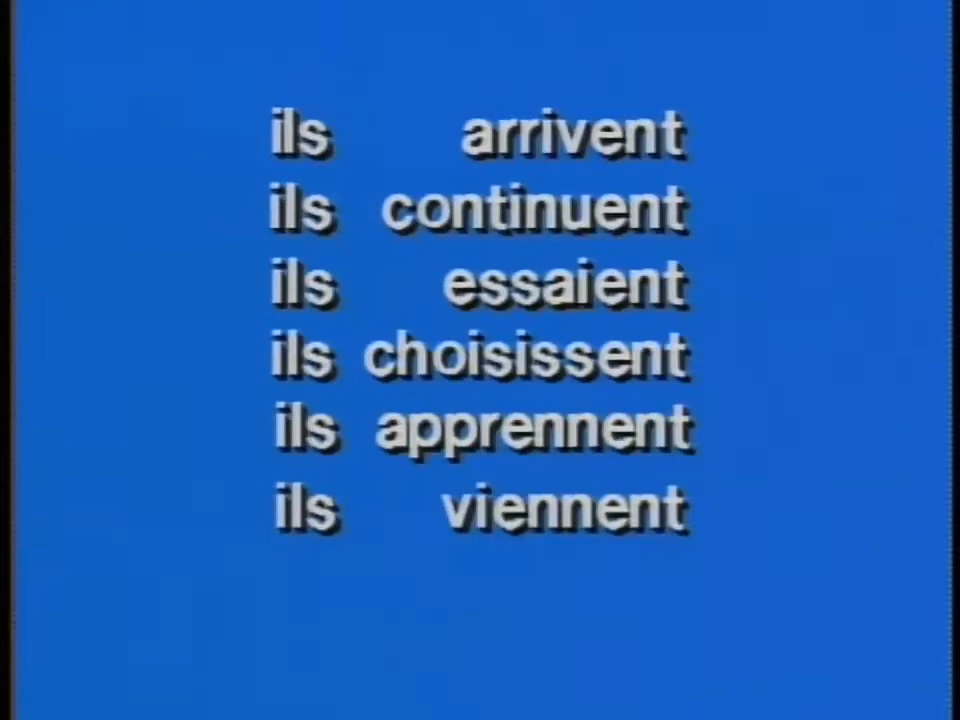 ils arrivent
ils continuent
ils essaient
ils choisissent
ils apprennent
ils viennent